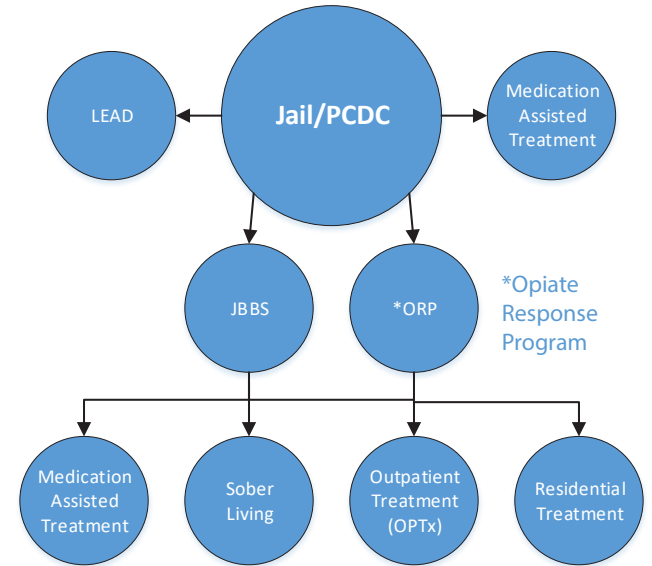 LEAD
Jail/PCDC
Medication
Assisted
Treatment
JBBS
*ORP
*Opiate
Response
Program
Medication
Assisted
Treatment
Sober
Living
Outpatient
Treatment
(OPTx)
Residential
Treatment